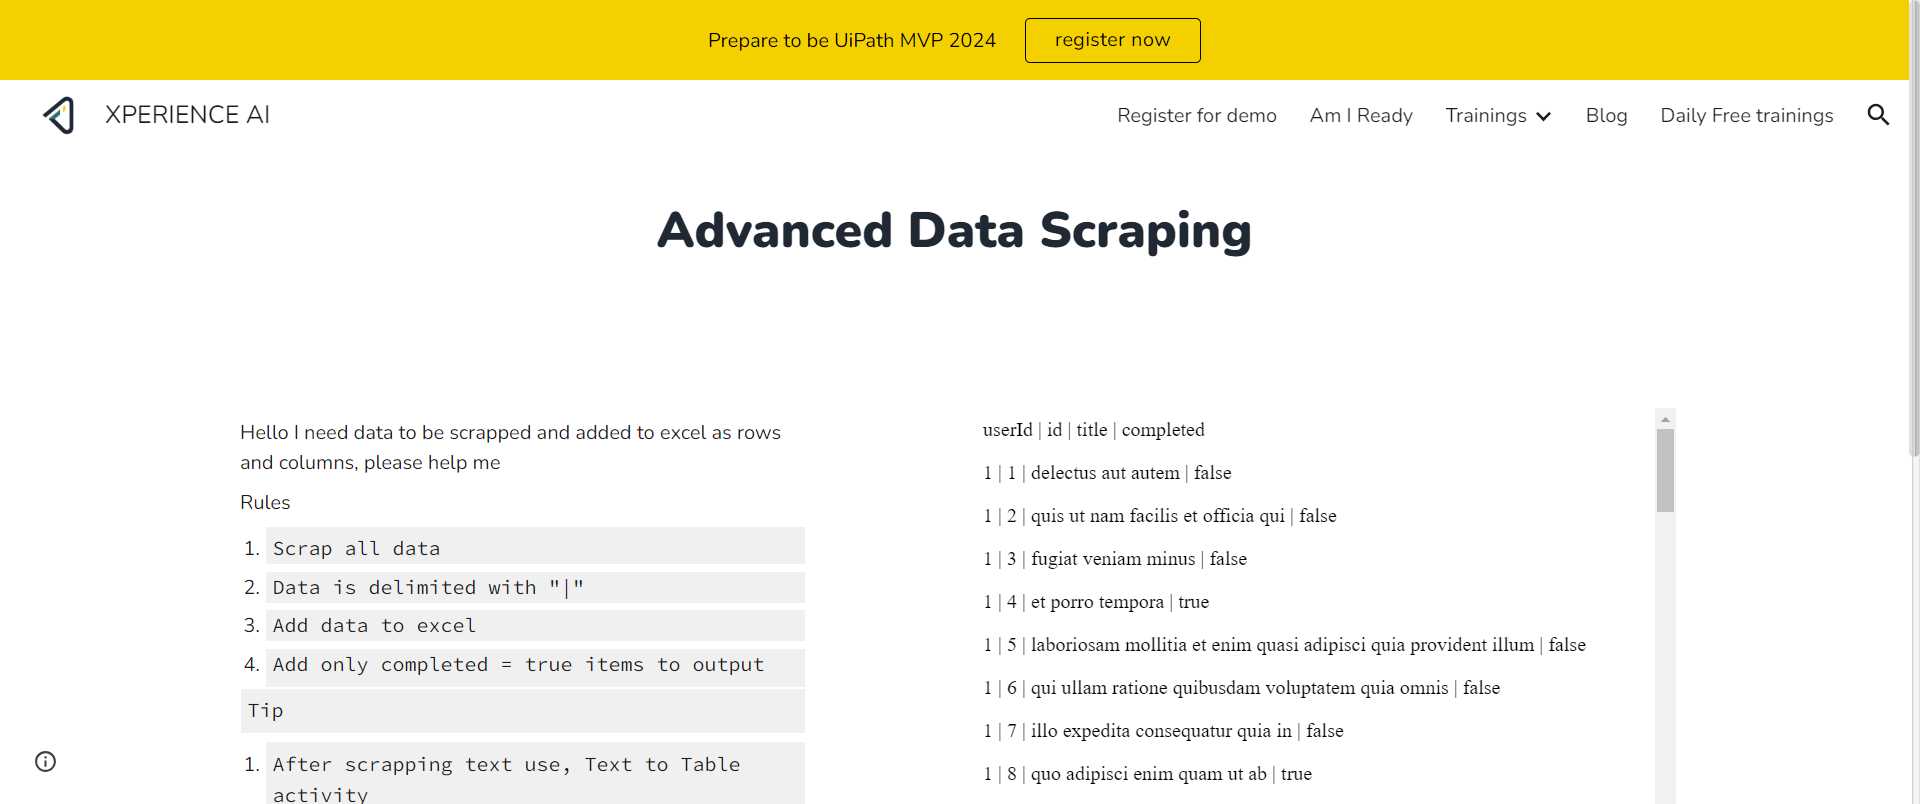 Prepare to be UiPath MVP 2024
register now
XPERIENCE AI
Register for demo
Am I Ready
Trainings
Blog
Daily Free trainings
Advanced Data Scraping
Hello I need data to be scrapped and added to excel as rows
and columns, please help me
Rules
1. Scrap all data
2. Data is delimited with "|"
3. Add data to excel
4. Add only completed = true items to output
Tip
1. After scrapping text use, Text to Table
activity
userId | id | title | completed
1 | 1 | delectus aut autem | false
1 | 2 | quis ut nam facilis et officia qui | false
1 | 3 | fugiat veniam minus | false
1 | 4 | et porro tempora | true
1 | 5 | laboriosam mollitia et enim quasi adipisci quia provident illum | false
1 | 6 | qui ullam ratione quibusdam voluptatem quia omnis | false
1 | 7 | illo expedita consequatur quia in | false
1 | 8 | quo adipisci enim quam ut ab | true